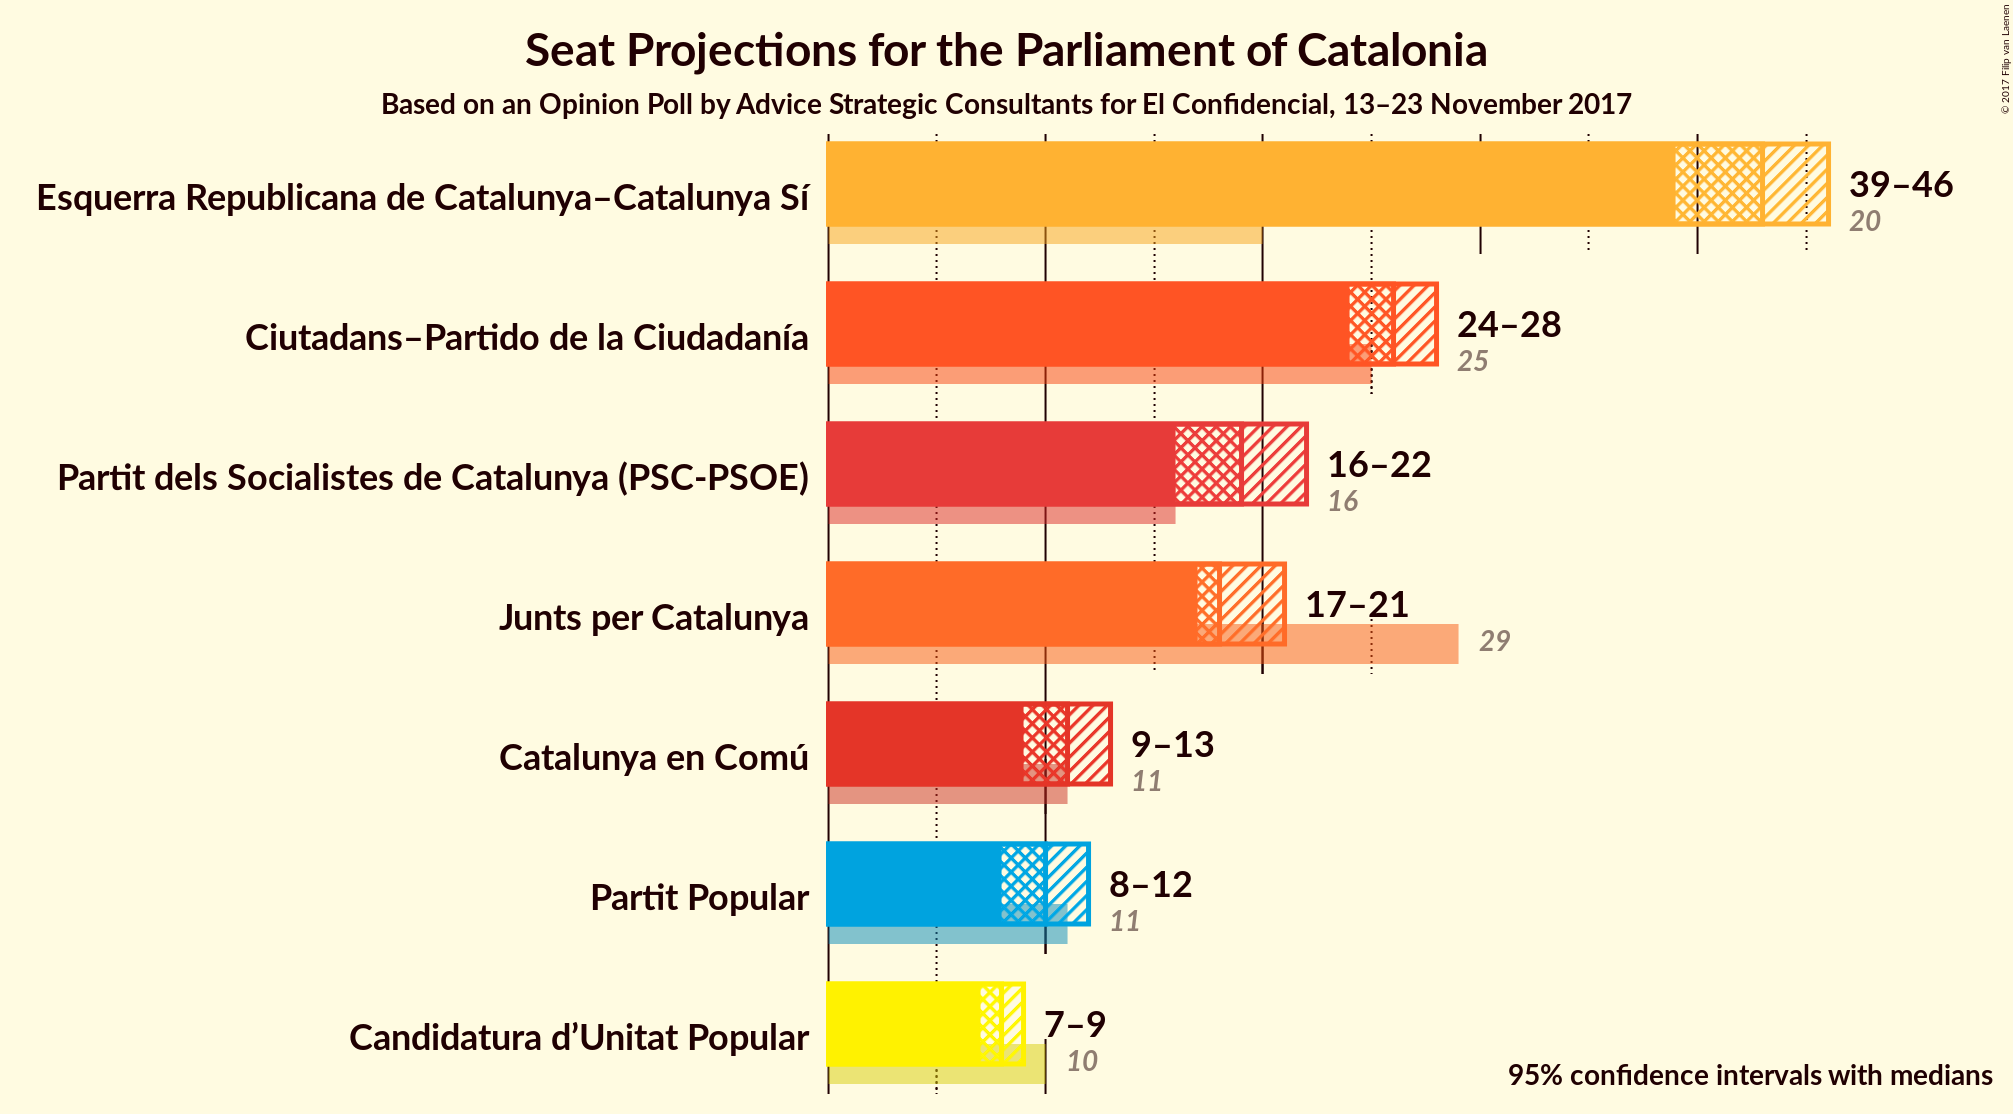 Seat Projections for the Parliament of Catalonia
Based on an Opinion Poll by Advice Strategic Consultants for El Confidencial, 13–23 November 2017
© 2017 Filip van Laenen
Esquerra Republicana de Catalunya–Catalunya Sí
39–46
20
Ciutadans–Partido de la Ciudadanía
24–28
25
Partit dels Socialistes de Catalunya (PSC-PSOE)
16–22
16
Junts per Catalunya
17–21
29
Catalunya en Comú
9–13
11
Partit Popular
8–12
11
Candidatura d’Unitat Popular
7–9
10
95% confidence intervals with medians